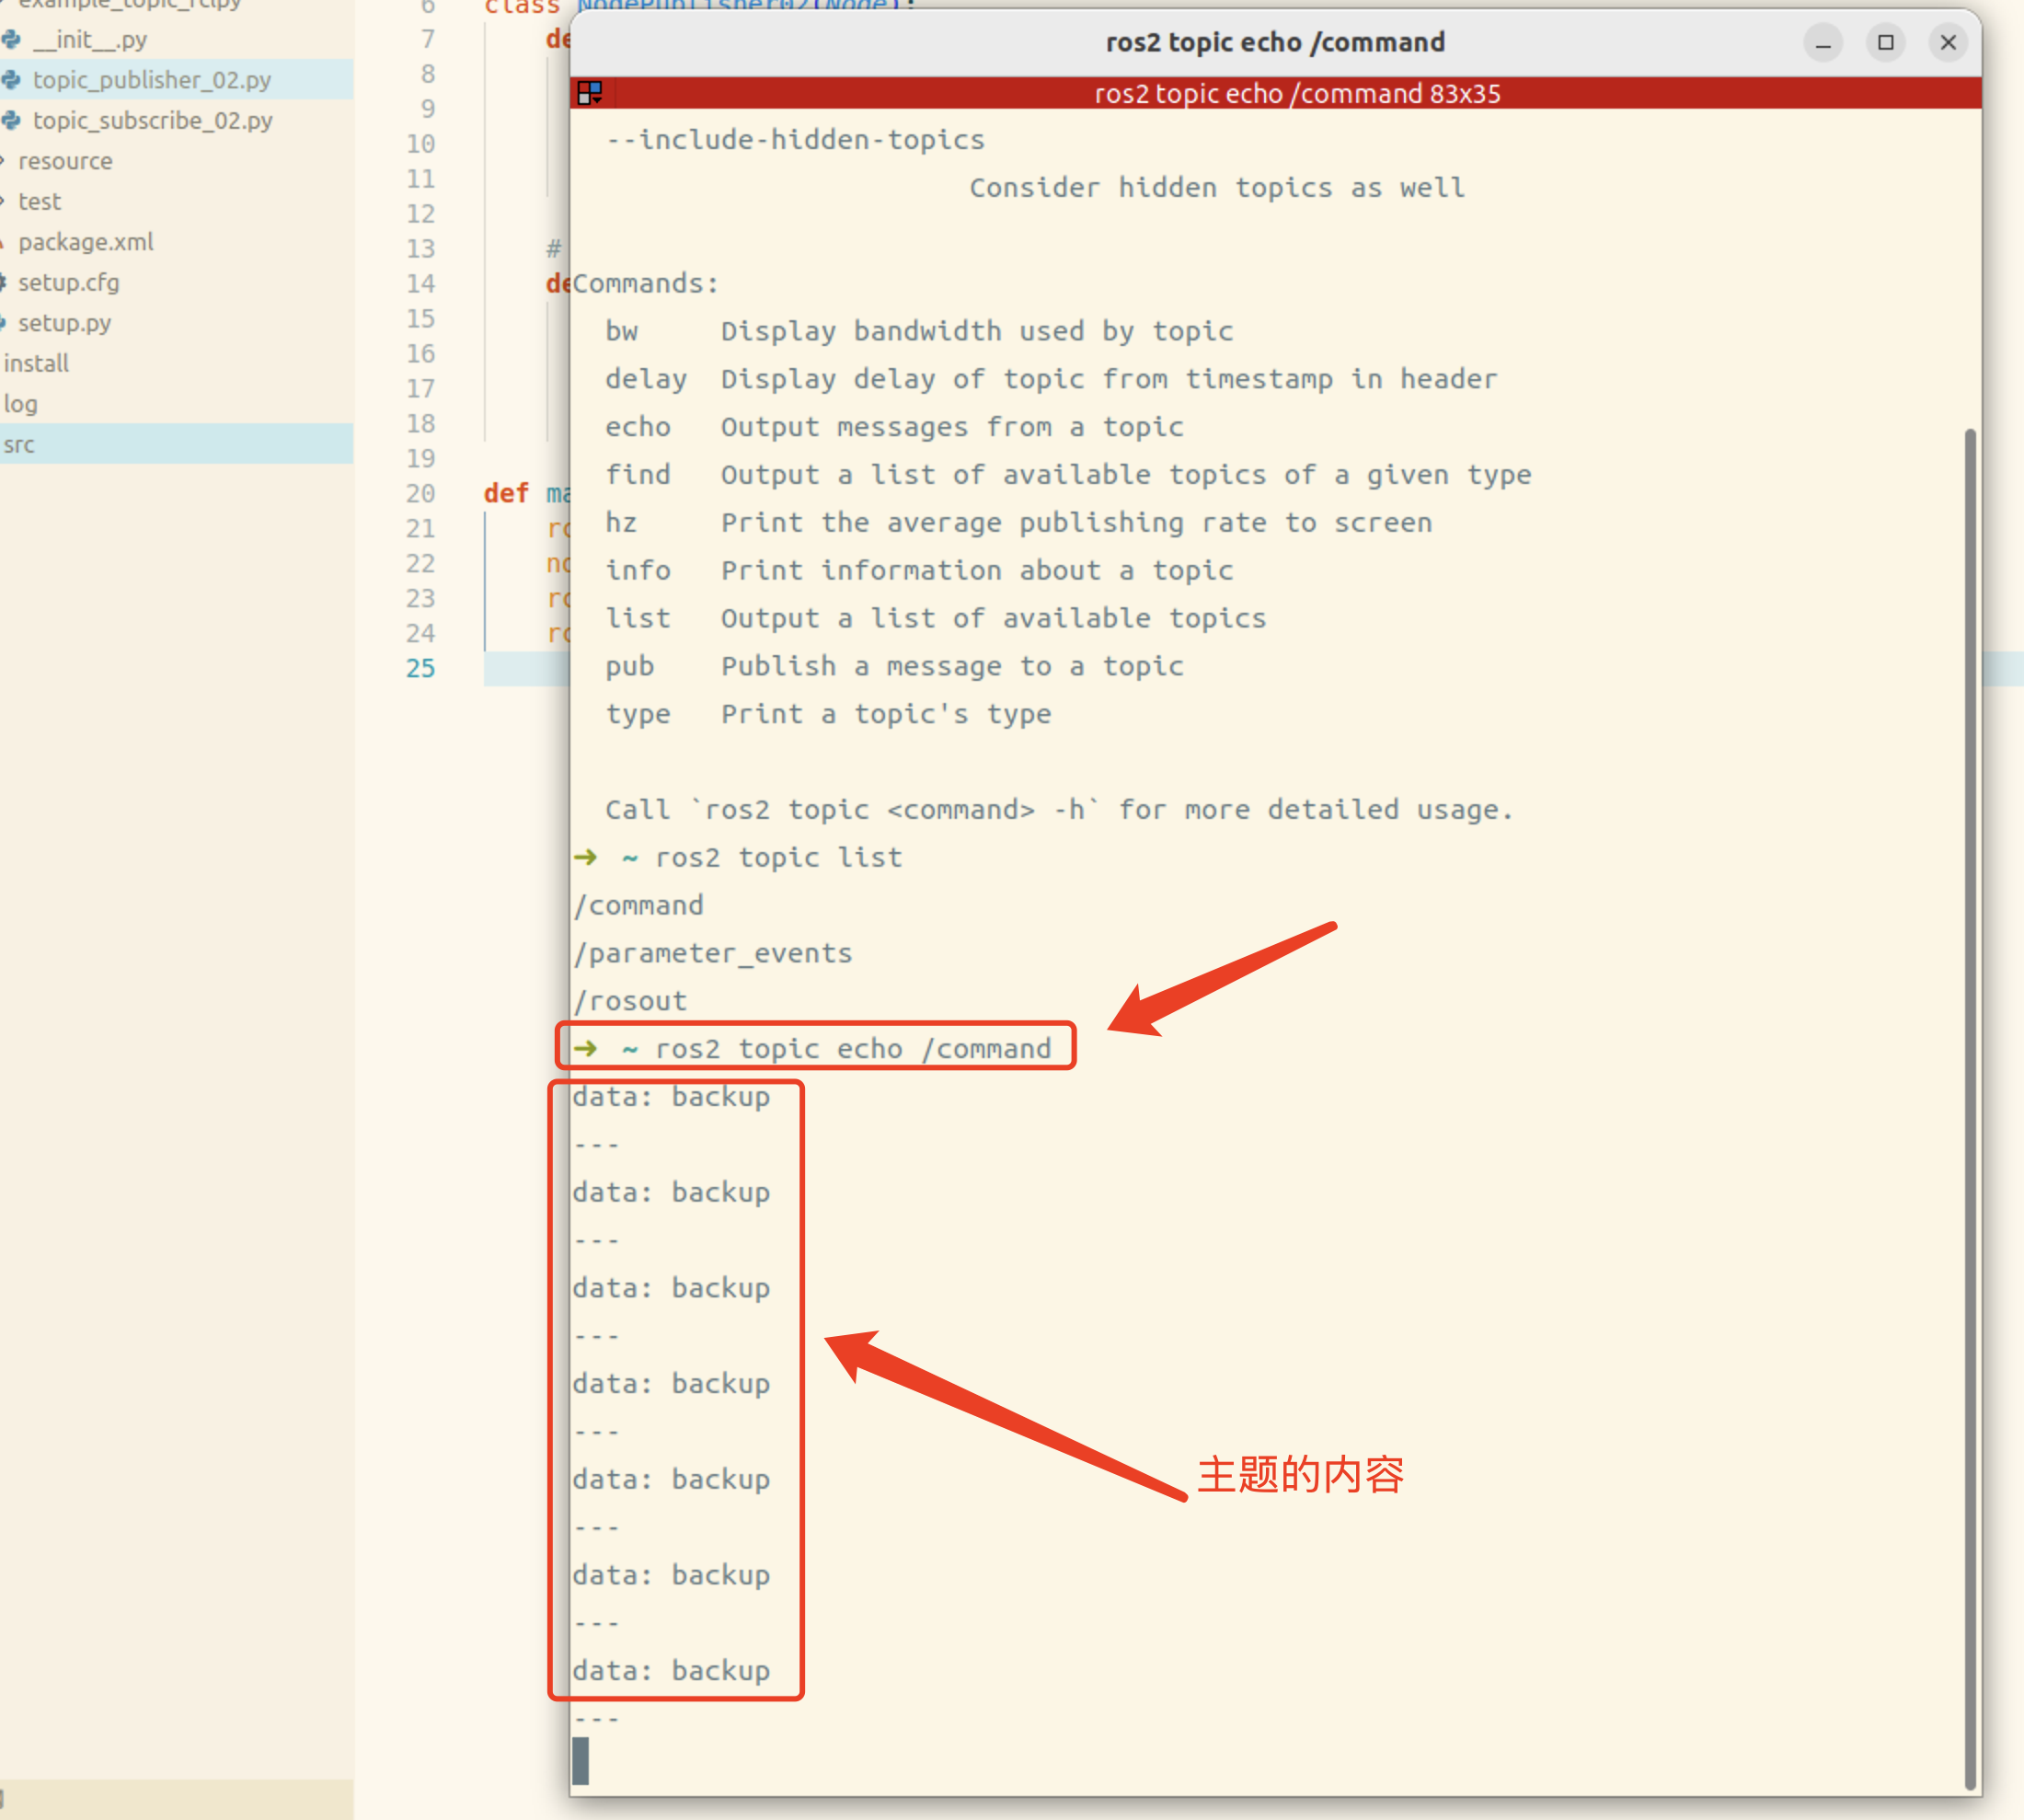 example_topic_rclpy
__init__.py
topic_publisher_02.py
topic_subscribe_02.py
resource
test
package.xml
setup.cfg
setup.py
install
log
src
6 class NodePublisher02(Node):
7 de
8
9
10
11
12
13 #
14 de
15
16
17
18
19
20 def ma
21 rc
22 no
23 rc
24 rc
25
ros2 topic echo /command
ros2 topic echo /command 83x35
--include-hidden-topics
Consider hidden topics as well
Commands:
bw Display bandwidth used by topic
delay Display delay of topic from timestamp in header
echo Output messages from a topic
find Output a list of available topics of a given type
hz Print the average publishing rate to screen
info Print information about a topic
list Output a list of available topics
pub Publish a message to a topic
type Print a topic's type
Call `ros2 topic <command> -h` for more detailed usage.
➜ ~ ros2 topic list
/command
/parameter_events
/rosout
➜ ~ ros2 topic echo /command
data: backup
---
data: backup
---
data: backup
---
data: backup
---
data: backup
---
data: backup
---
data: backup
---
主题的内容